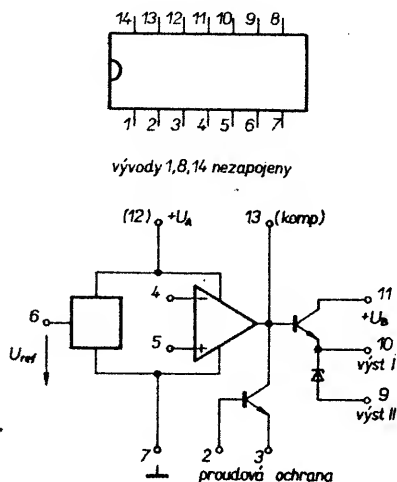 14 13 12 11 10 9 8
1 2 3 4 5 6 7
vývody 1,8,14 nezapojeny
(12) +UA
13 (komp)
4
11
+UB
6
5
10
výst I
Uref
9
výst II
7
2
3
proudová ochrana